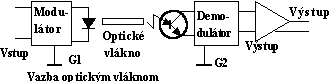 Modu-
látor
Vstup
G1
Optické
vlákno
Demo-
dulátor
G2
Výstup
Výstup
Vazba optickým vláknom